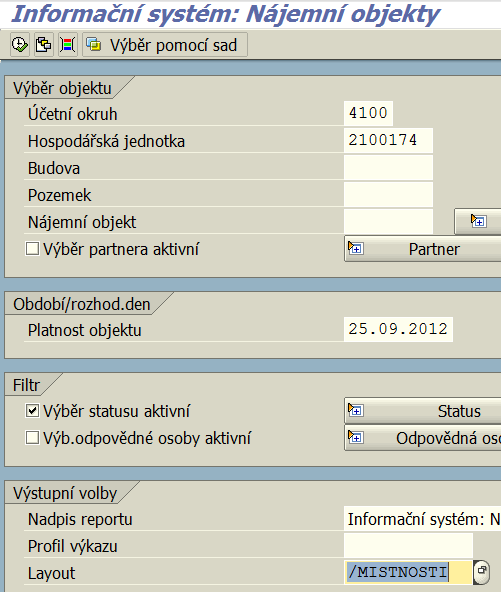 Informační systém: Nájemní objekty
Výběr pomocí sad
Výběr objektu
Účetní okruh 4100
Hospodářská jednotka 2100174
Budova
Pozemek
Nájemní objekt
Výběr partnera aktivní Partner
Období/rozhod.den
Platnost objektu 25.09.2012
Filtr
Výběr statusu aktivní Status
Výb.odpovědné osoby aktivní Odpovědná oso
Výstupní volby
Nadpis reportu Informační systém: N
Profil výkazu
Layout /MISTNOSTI